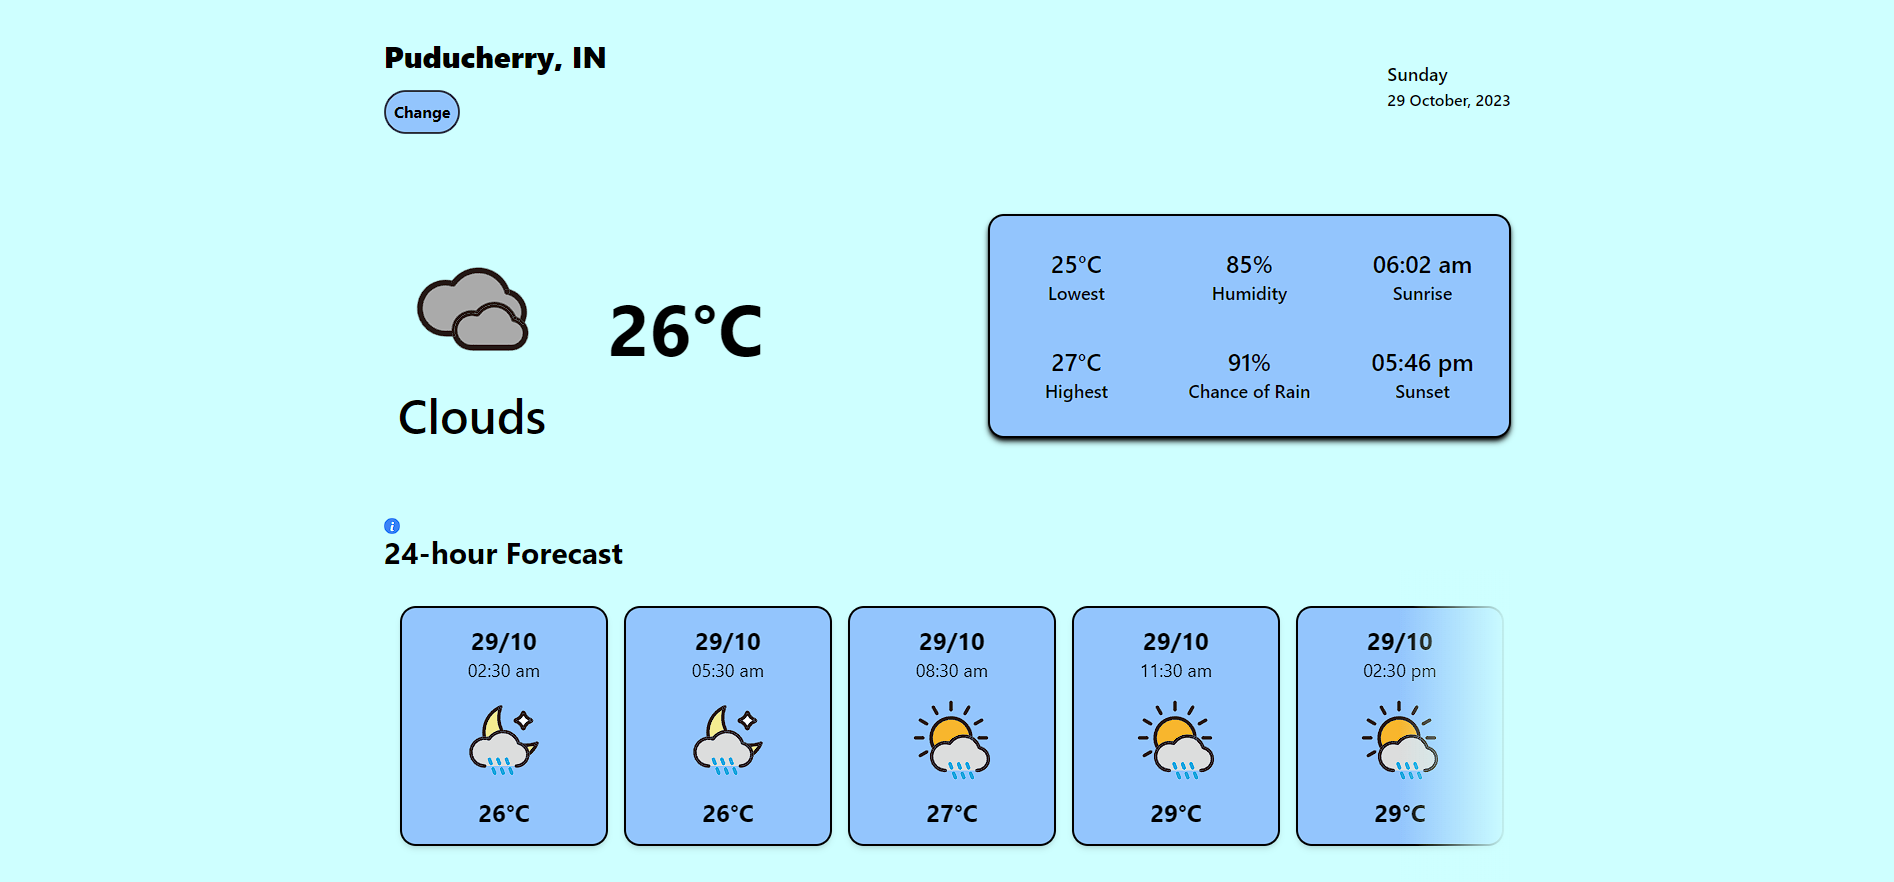 Puducherry, IN
Change
Sunday
29 October, 2023
26°C
Clouds
25°C
Lowest
85%
Humidity
06:02 am
Sunrise
27°C
Highest
91%
Chance of Rain
05:46 pm
Sunset
i
24-hour Forecast
29/10
02:30 am
26°C
29/10
05:30 am
26°C
29/10
08:30 am
27°C
29/10
11:30 am
29°C
29/10
02:30 pm
29°C